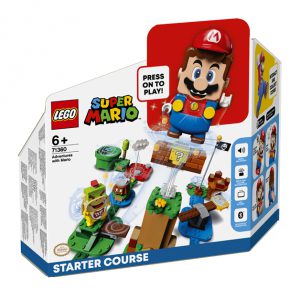 PRESS
ON TO
PLAY!
LEGO
SUPER
MARIO
6+
71360
Adventures
with Mario
STARTER COURSE